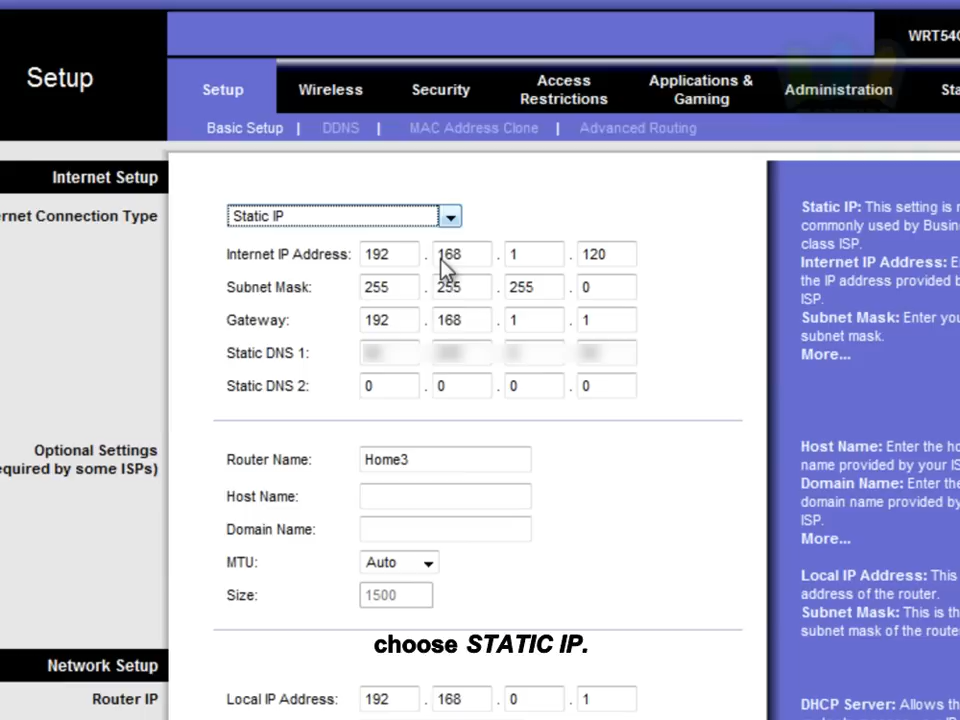 WRT54G
Setup
Setup Wireless Security Access Restrictions Applications & Gaming Administration Sta
Basic Setup | DDNS | MAC Address Clone | Advanced Routing
Internet Setup
rnet Connection Type
Static IP
Internet IP Address: 192 . 168 . 1 . 120
Subnet Mask: 255 . 255 . 255 . 0
Gateway: 192 . 168 . 1 . 1
Static DNS 1:
Static DNS 2: 0 . 0 . 0 . 0
Optional Settings
equired by some ISPs)
Router Name: Home3
Host Name:
Domain Name:
MTU: Auto
Size: 1500
choose STATIC IP.
Network Setup
Router IP
Local IP Address: 192 . 168 . 0 . 1
Static IP: This setting is m
commonly used by Busin
class ISP.
Internet IP Address: E
the IP address provided b
ISP.
Subnet Mask: Enter you
subnet mask.
More...
Host Name: Enter the ho
name provided by your IS
Domain Name: Enter the
domain name provided by
ISP.
More...
Local IP Address: This
address of the router.
Subnet Mask: This is th
subnet mask of the route
DHCP Server: Allows the